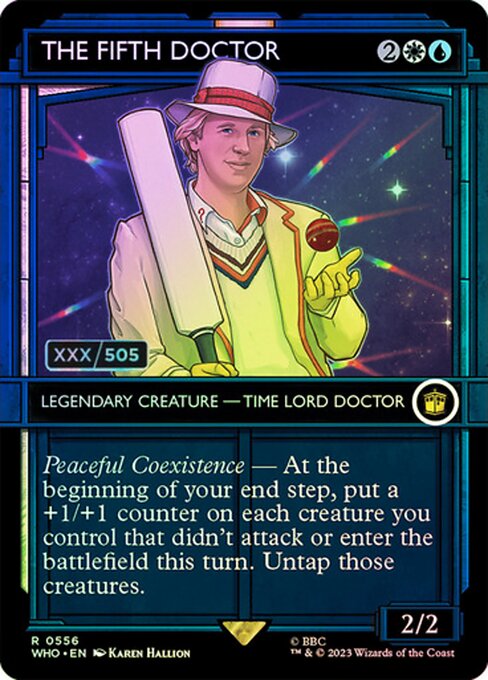 THE FIFTH DOCTOR 2
XXX/505
LEGENDARY CREATURE — TIME LORD DOCTOR
Peaceful Coexistence — At the
beginning of your end step, put a
+1/+1 counter on each creature you
control that didn't attack or enter the
battlefield this turn. Untap those
creatures.
2/2
R 0556
WHO • EN KAREN HALLION
© BBC
™ & © 2023 Wizards of the Coast